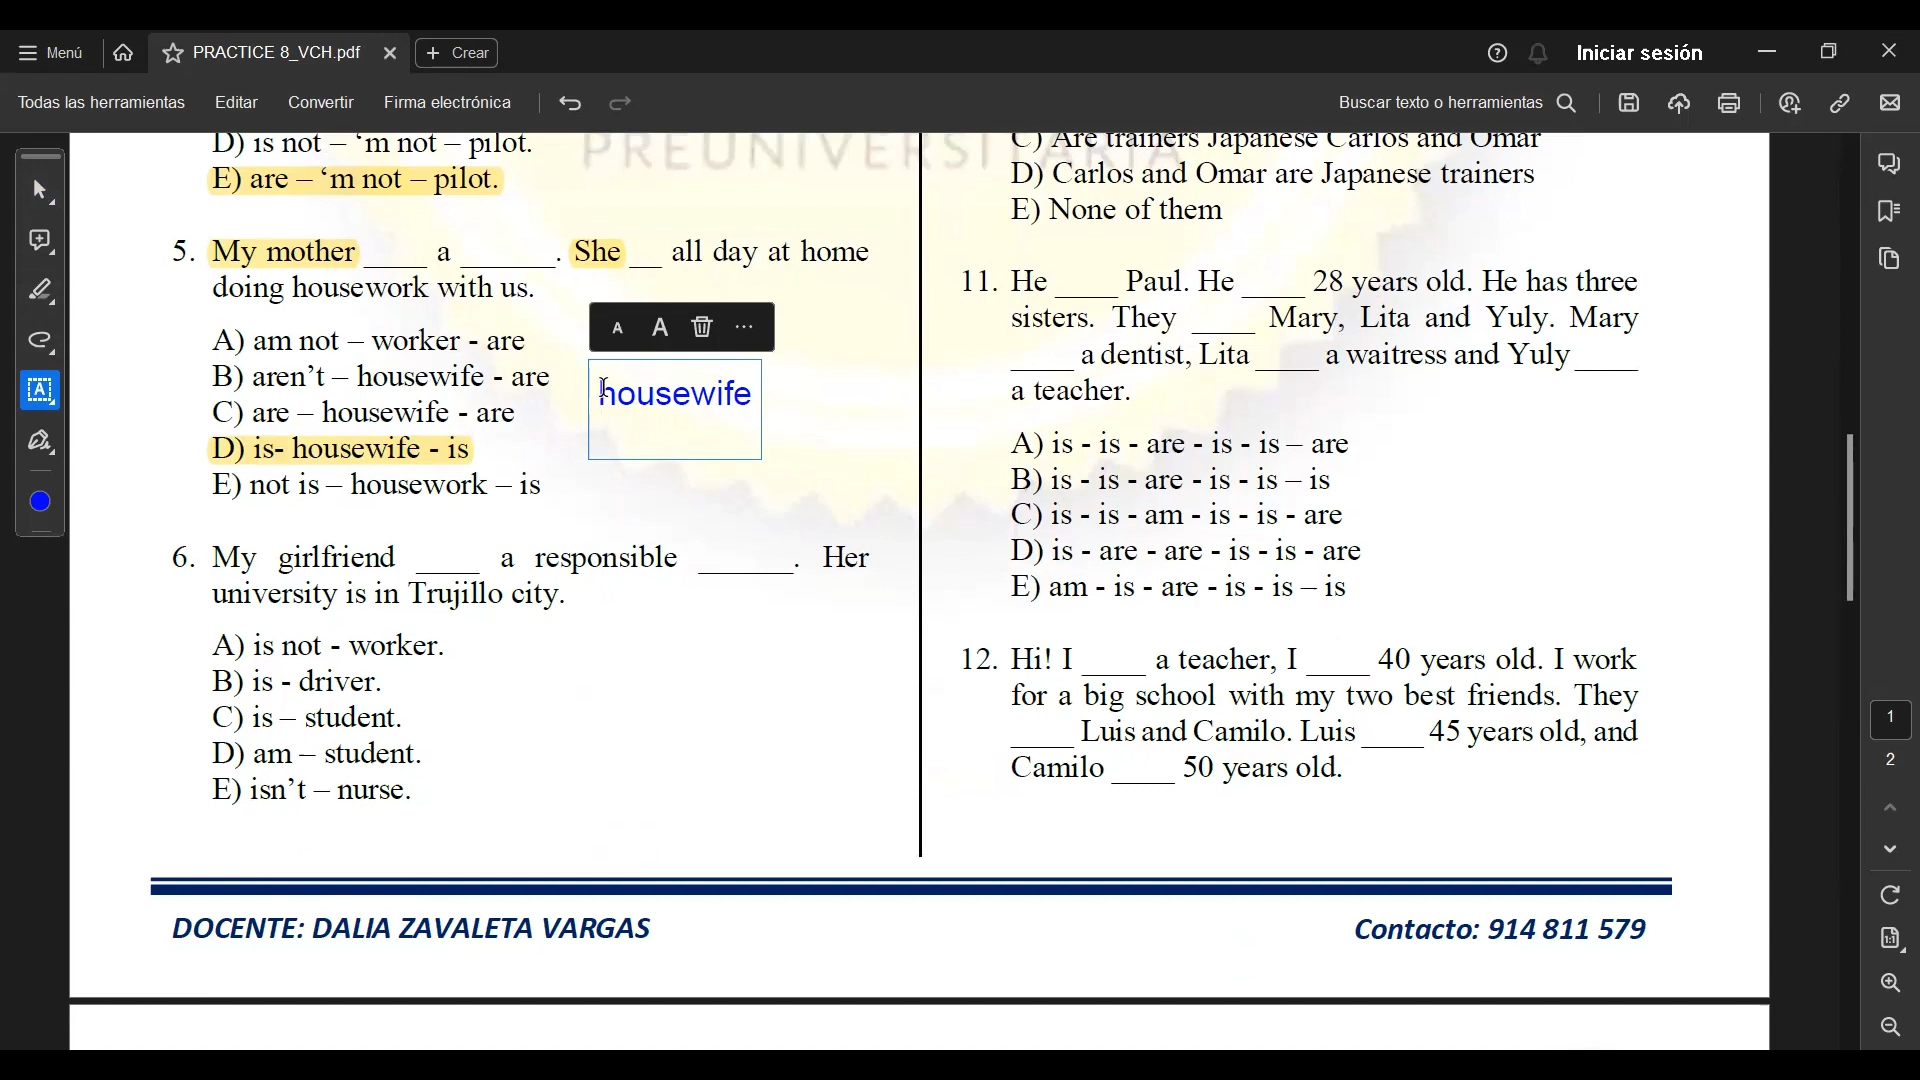 Menú
PRACTICE 8_VCH.pdf
Crear
Iniciar sesión
Todas las herramientas
Editar
Convertir
Firma electrónica
Buscar texto o herramientas
PREUNIVERSITARIA
D) is not – ‘m not – pilot.
E) are – ‘m not – pilot.
5. My mother ____ a ______. She __ all day at home
doing housework with us.
A) am not – worker - are
B) aren’t – housewife - are
C) are – housewife - are
D) is- housewife - is
E) not is – housework – is
A A
housewife
6. My girlfriend ____ a responsible ______. Her
university is in Trujillo city.
A) is not - worker.
B) is - driver.
C) is – student.
D) am – student.
E) isn’t – nurse.
C) Are trainers Japanese Carlos and Omar
D) Carlos and Omar are Japanese trainers
E) None of them
11. He ____ Paul. He ____ 28 years old. He has three
sisters. They ____ Mary, Lita and Yuly. Mary
____ a dentist, Lita ____ a waitress and Yuly ____
a teacher.
A) is - is - are - is - is – are
B) is - is - are - is - is – is
C) is - is - am - is - is - are
D) is - are - are - is - is - are
E) am - is - are - is - is – is
12. Hi! I ____ a teacher, I ____ 40 years old. I work
for a big school with my two best friends. They
____ Luis and Camilo. Luis ____ 45 years old, and
Camilo ____ 50 years old.
DOCENTE: DALIA ZAVALETA VARGAS
Contacto: 914 811 579
1
2